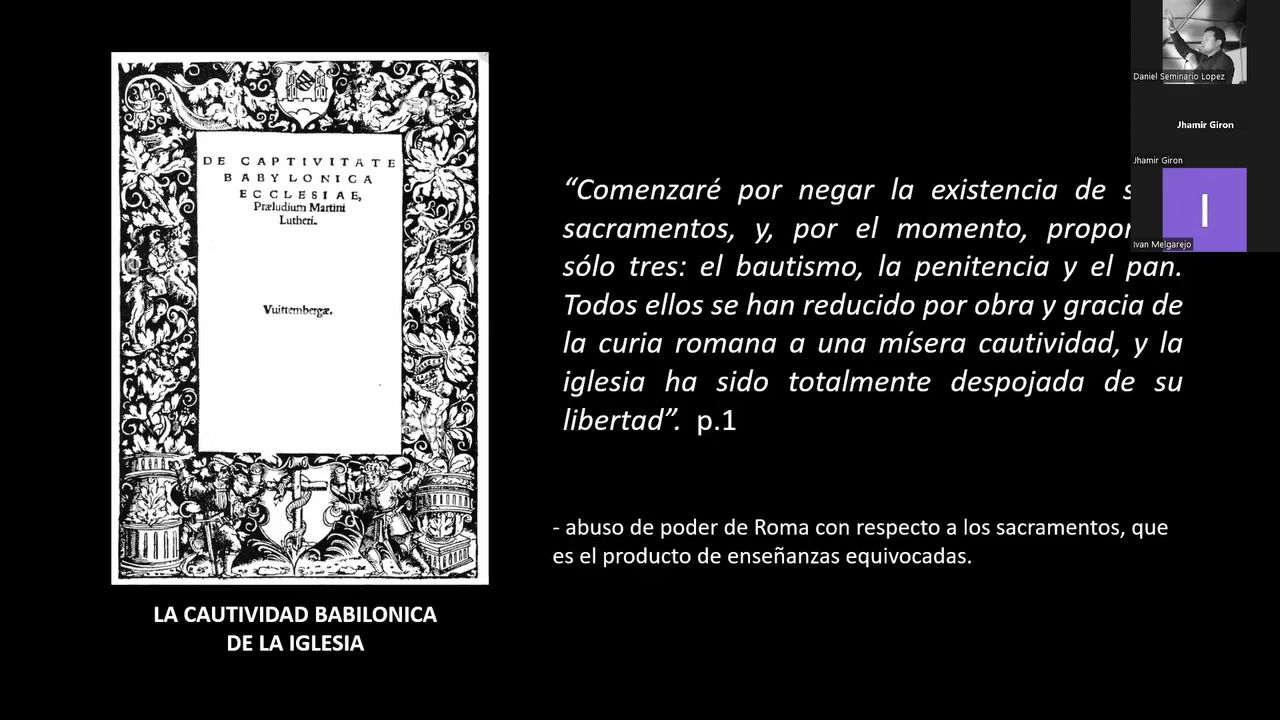 DE CAPTIVITATE
BABYLONICA
ECCLESIAE,
Præludium Martini
Lutheri.
Vuittembergæ.
LA CAUTIVIDAD BABILONICA
DE LA IGLESIA
“Comenzaré por negar la existencia de
sacramentos, y, por el momento,
sólo tres: el bautismo, la penitencia y el pan.
Todos ellos se han reducido por obra y gracia de
la curia romana a una mísera cautividad, y la
iglesia ha sido totalmente despojada de su
libertad”. p.1
- abuso de poder de Roma con respecto a los sacramentos, que
es el producto de enseñanzas equivocadas.
Daniel Seminario Lopez
Jhamir Giron
Jhamir Giron
I
Ivan Melgarejo